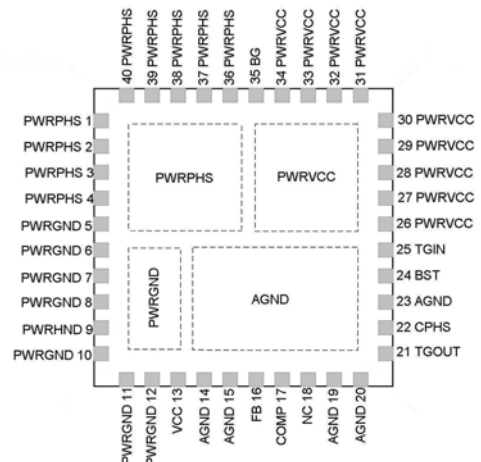 40 PWRPHS
39 PWRPHS
38 PWRPHS
37 PWRPHS
36 PWRPHS
35 BG
34 PWRVCC
33 PWRVCC
32 PWRVCC
31 PWRVCC
PWRPHS 1
PWRPHS 2
PWRPHS 3
PWRPHS 4
PWRGND 5
PWRGND 6
PWRGND 7
PWRGND 8
PWRHND 9
PWRGND 10
PWRPHS
PWRVCC
PWRGND
AGND
30 PWRVCC
29 PWRVCC
28 PWRVCC
27 PWRVCC
26 PWRVCC
25 TGIN
24 BST
23 AGND
22 CPHS
21 TGOUT
PWRGND 11
PWRGND 12
VCC 13
AGND 14
AGND 15
FB 16
COMP 17
NC 18
AGND 19
AGND 20